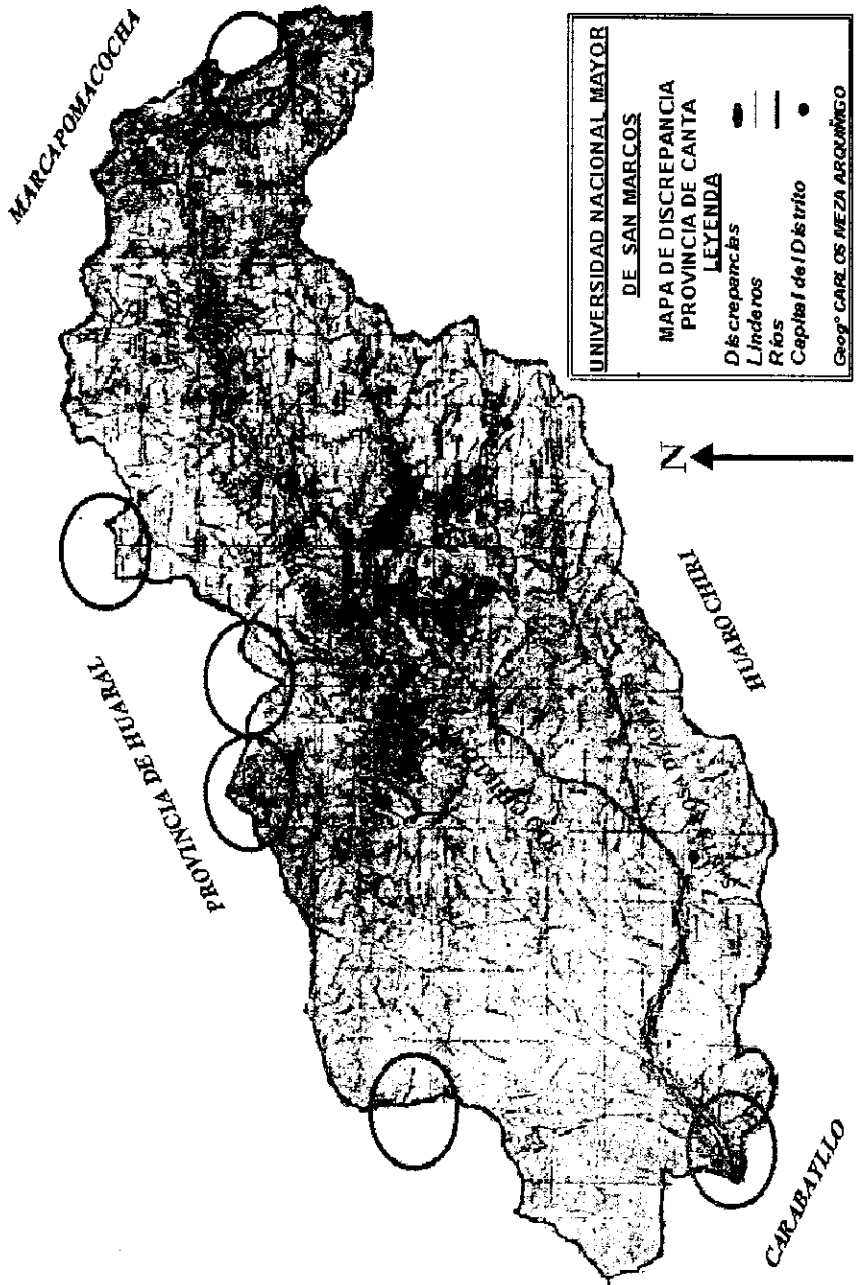 MARCAPOMACOCHA
PROVINCIA DE HUARAL
HUAROCHIRI
CARABAYLLO
N
UNIVERSIDAD NACIONAL MAYOR
DE SAN MARCOS
MAPA DE DISCREPANCIA
PROVINCIA DE CANTA
LEYENDA
Discrepancias
Linderos
Ríos
Capital del Distrito
Geogº CARLOS MEZA ARQUIÑIGO